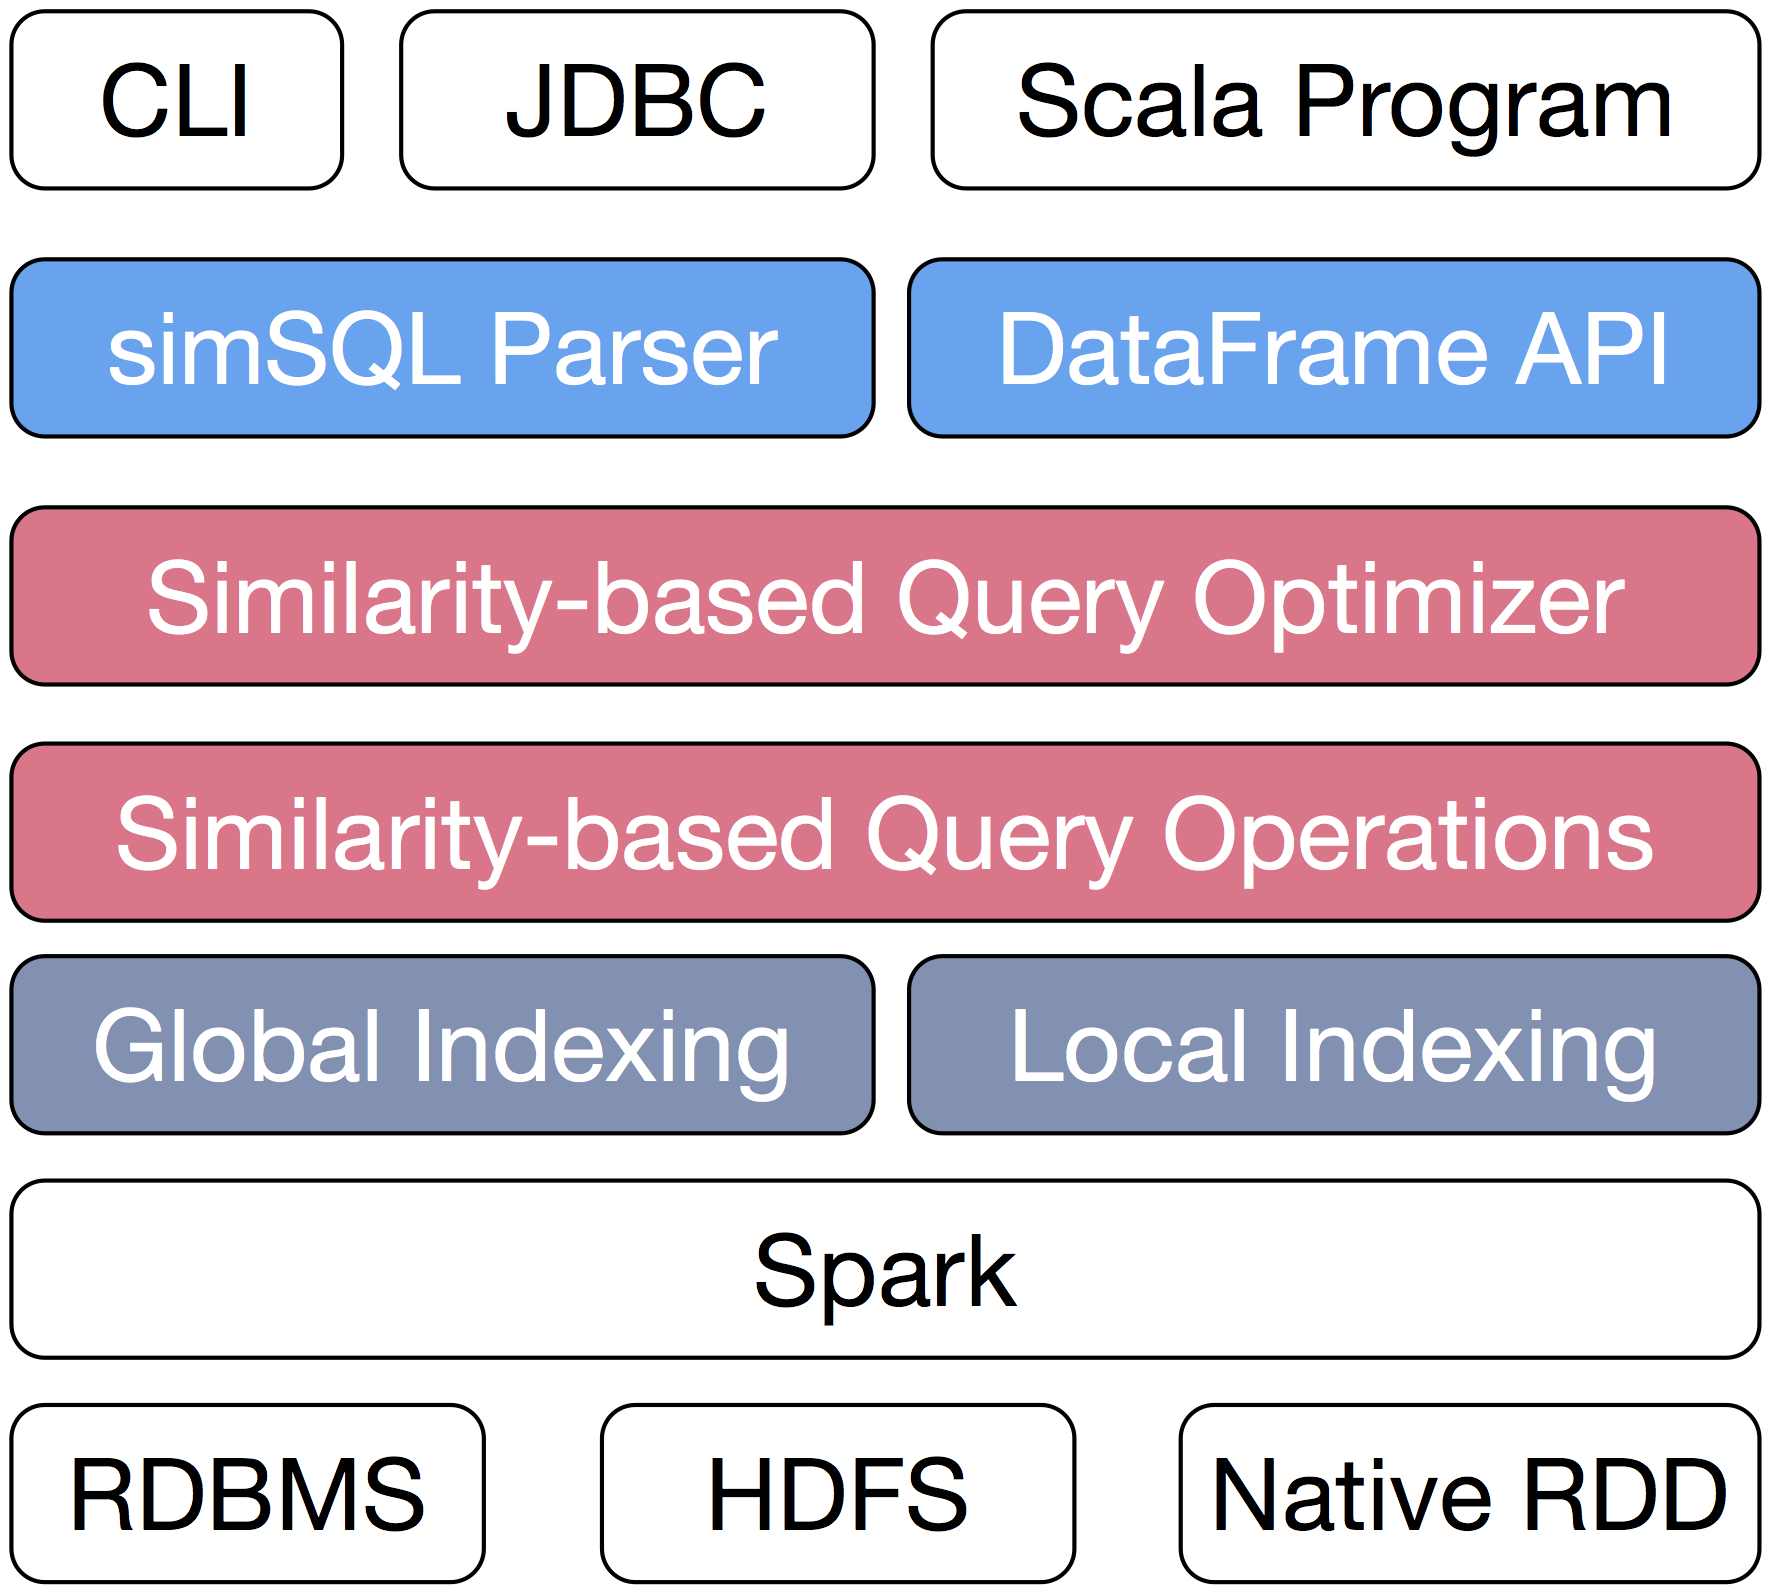 CLI
JDBC
Scala Program
simSQL Parser
DataFrame API
Similarity-based Query Optimizer
Similarity-based Query Operations
Global Indexing
Local Indexing
Spark
RDBMS
HDFS
Native RDD